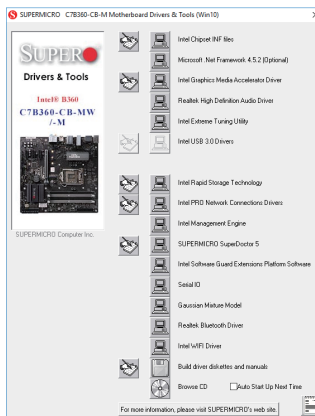 SUPERMICRO C7B360-CB-M Motherboard Drivers & Tools (Win10)
SUPERMICRO
Drivers & Tools
Intel® B360
C7B360-CB-MW
/-M
SUPERMICRO Computer Inc.
Intel Chipset INF files
Microsoft .Net Framework 4.5.2 (Optional)
Intel Graphics Media Accelerator Driver
Realtek High Definition Audio Driver
Intel Extreme Tuning Utility
Intel USB 3.0 Drivers
Intel Rapid Storage Technology
Intel PRO Network Connections Drivers
Intel Management Engine
SUPERMICRO SuperDoctor 5
Intel Software Guard Extensions Platform Software
Serial IO
Gaussian Mixture Model
Realtek Bluetooth Driver
Intel WIFI Driver
Build driver diskettes and manuals
Browse CD
Auto Start Up Next Time
For more information, please visit SUPERMICRO's web site.